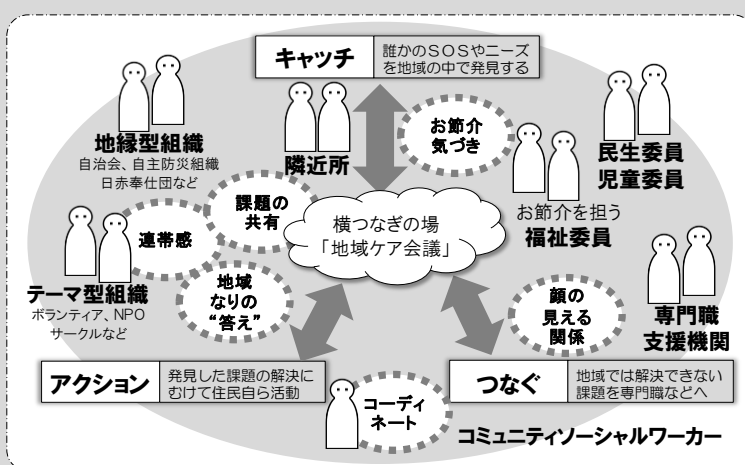 キャッチ
誰かのＳＯＳやニーズ
を地域の中で発見する
地縁型組織
自治会、自主防災組織
日赤奉仕団など
隣近所
お節介
気づき
民生委員
児童委員
お節介を担う
福祉委員
課題の
共有
連帯感
横つなぎの場
「地域ケア会議」
テーマ型組織
ボランティア、NPO
サークルなど
地域
なりの
“答え”
顔の
見える
関係
専門職
支援機関
アクション
発見した課題の解決に
むけて住民自ら活動
コーディ
ネート
つなぐ
地域では解決できない
課題を専門職などへ
コミュニティソーシャルワーカー